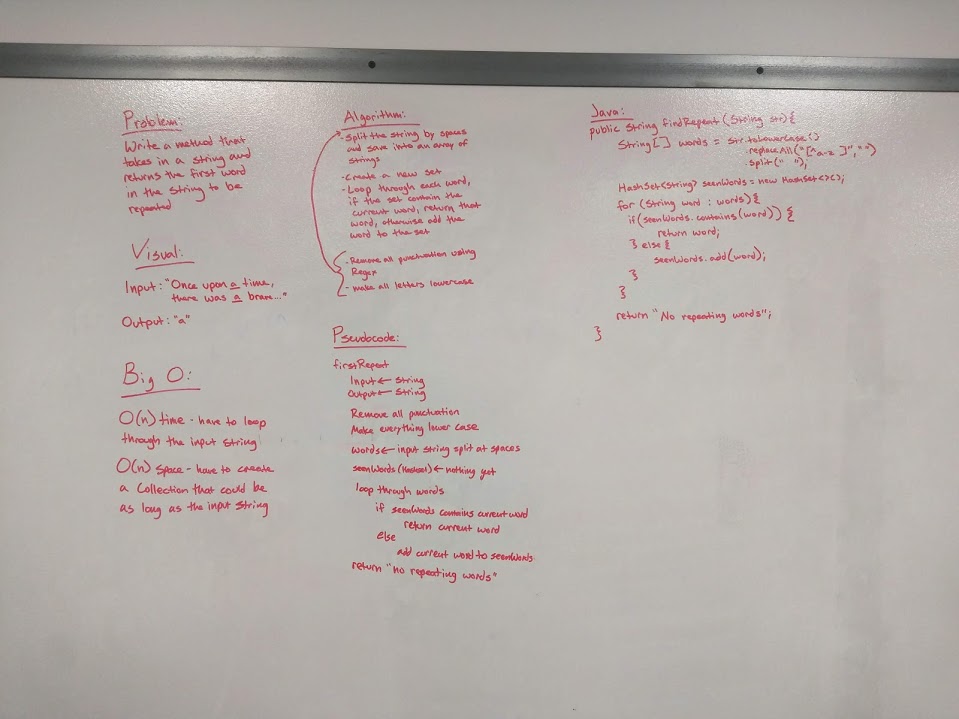 Problem:
Write a method that
takes in a string and
returns the first word
in the string to be
repeated
Visual:
Input: "Once upon a time,
there was a brave..."
Output: "a"
Big O:
O(n) time - have to loop
through the input string
O(n) space - have to create
a collection that could be
as long as the input string
Algorithm:
- Split the string by spaces
and save into an array of
strings
- Create a new set
- Loop through each word,
if the set contain the
current word, return that
word, otherwise add the
word to the set
- Remove all punctuation using
Regex
- make all letters lowercase
Pseudocode:
firstRepeat
Input ← string
Output ← string
Remove all punctuation
Make everything lower case
words ← input string split at spaces
seenWords (Hashset) ← nothing yet
loop through words
if seenWords contains current word
return current word
else
add current word to seenWords
return "no repeating words"
Java:
public String findRepeat (String str) {
String[] words = str.toLowerCase()
.replaceAll("[^a-z ]", "")
.split(" ");
HashSet<String> seenWords = new HashSet<>();
for (String word : words) {
if (seenWords.contains(word)) {
return word;
} else {
seenWords.add(word);
}
}
return "No repeating words";
}